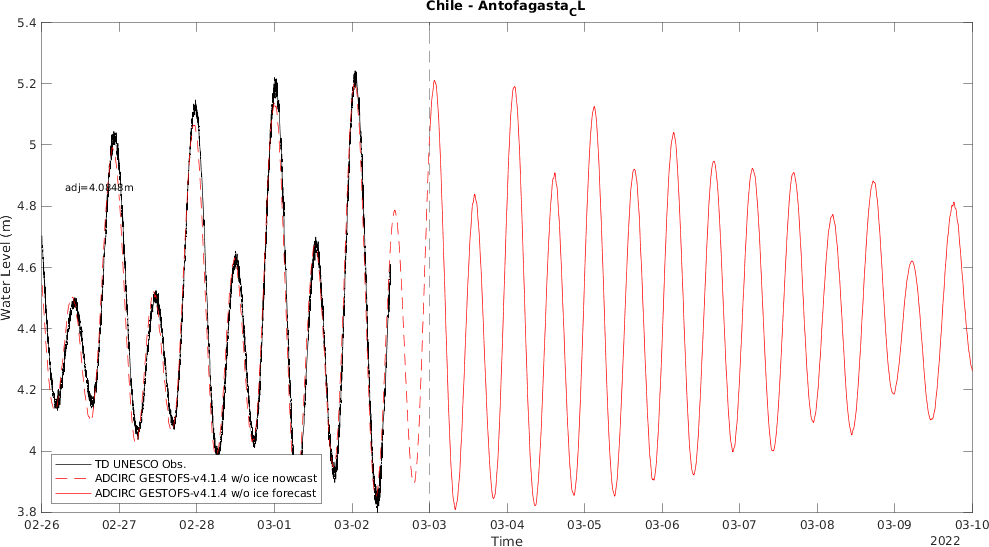 Chile - Antofagasta_CL
5.4
5.2
5
4.8
4.6
4.4
4.2
4
3.8
Water Level (m)
adj=4.0848m
TD UNESCO Obs.
ADCIRC GESTOFS-v4.1.4 w/o ice nowcast
ADCIRC GESTOFS-v4.1.4 w/o ice forecast
02-26 02-27 02-28 03-01 03-02 03-03 03-04 03-05 03-06 03-07 03-08 03-09 03-10
Time
2022